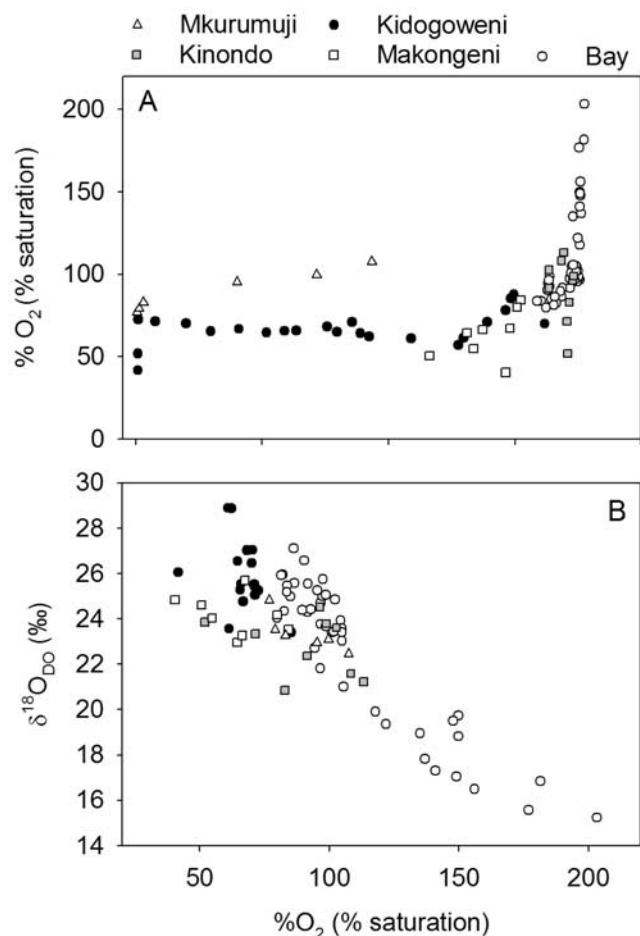 Mkurumuji Kidogoweni
Kinondo Makongeni Bay
A
200
150
100
50
0
% O₂ (% saturation)
B
30
28
26
24
22
20
18
16
14
δ¹⁸O_DO (‰)
50 100 150 200
%O₂ (% saturation)